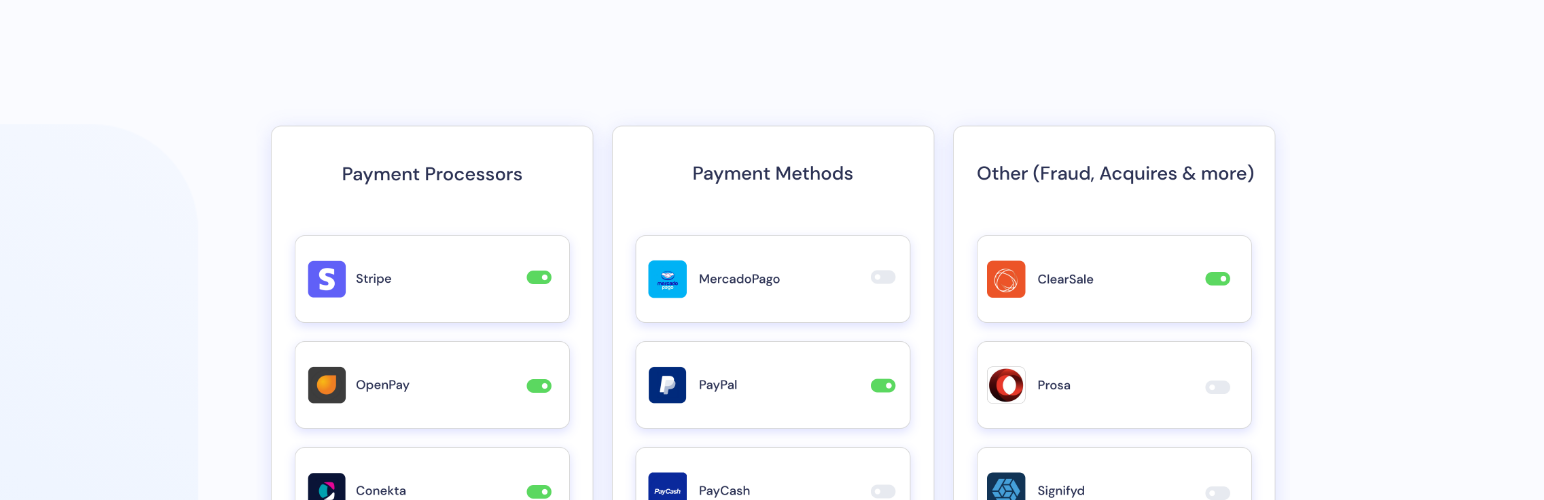 Payment Processors
Stripe
OpenPay
Conekta
Payment Methods
mercado
pago
MercadoPago
PayPal
PayCash
PayCash
Other (Fraud, Acquires & more)
ClearSale
Prosa
Signifyd